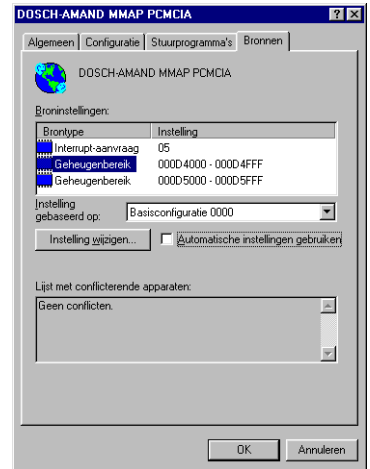 DOSCH-AMAND MMAP PCMCIA
Algemeen Configuratie Stuurprogramma's Bronnen
DOSCH-AMAND MMAP PCMCIA
Broninstellingen:
Brontype Instelling
Interrupt-aanvraag 05
Geheugenbereik 000D4000 - 000D4FFF
Geheugenbereik 000D5000 - 000D5FFF
Instelling
gebaseerd op: Basisconfiguratie 0000
Instelling wijzigen... Automatische instellingen gebruiken
Lijst met conflicterende apparaten:
Geen conflicten.
OK Annuleren